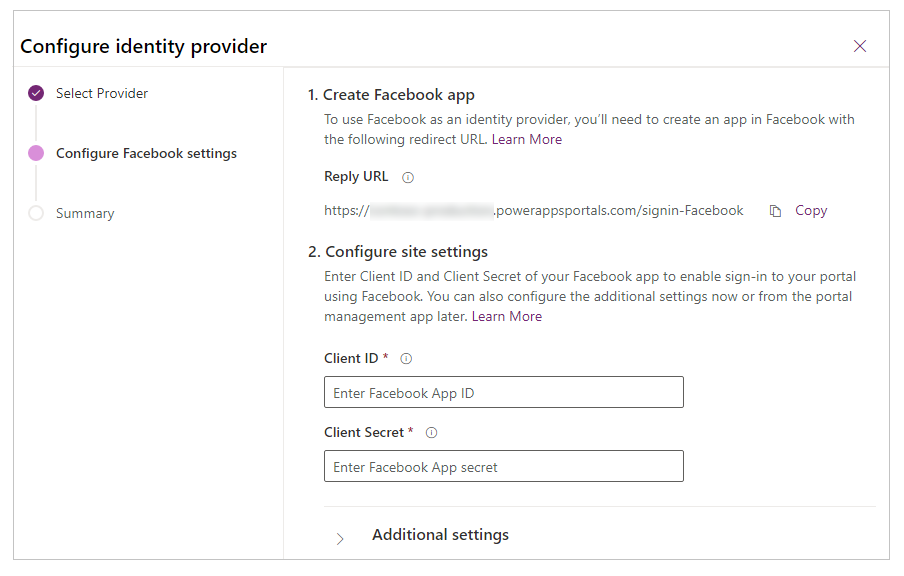 Configure identity provider
Select Provider
Configure Facebook settings
Summary
1. Create Facebook app
To use Facebook as an identity provider, you'll need to create an app in Facebook with
the following redirect URL. Learn More
Reply URL
https:// .powerappsportals.com/signin-Facebook Copy
2. Configure site settings
Enter Client ID and Client Secret of your Facebook app to enable sign-in to your portal
using Facebook. You can also configure the additional settings now or from the portal
management app later. Learn More
Client ID *
Enter Facebook App ID
Client Secret *
Enter Facebook App secret
Additional settings